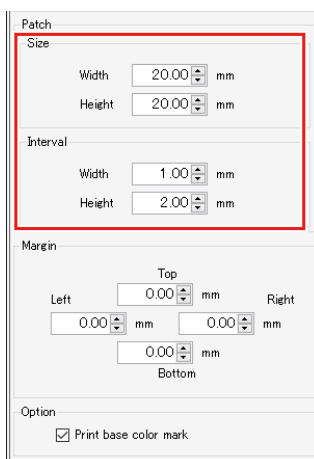 Patch
Size
Width 20.00 mm
Height 20.00 mm
Interval
Width 1.00 mm
Height 2.00 mm
Margin
Top
Left 0.00 mm Right
0.00 mm 0.00 mm
0.00 mm
Bottom
Option
Print base color mark